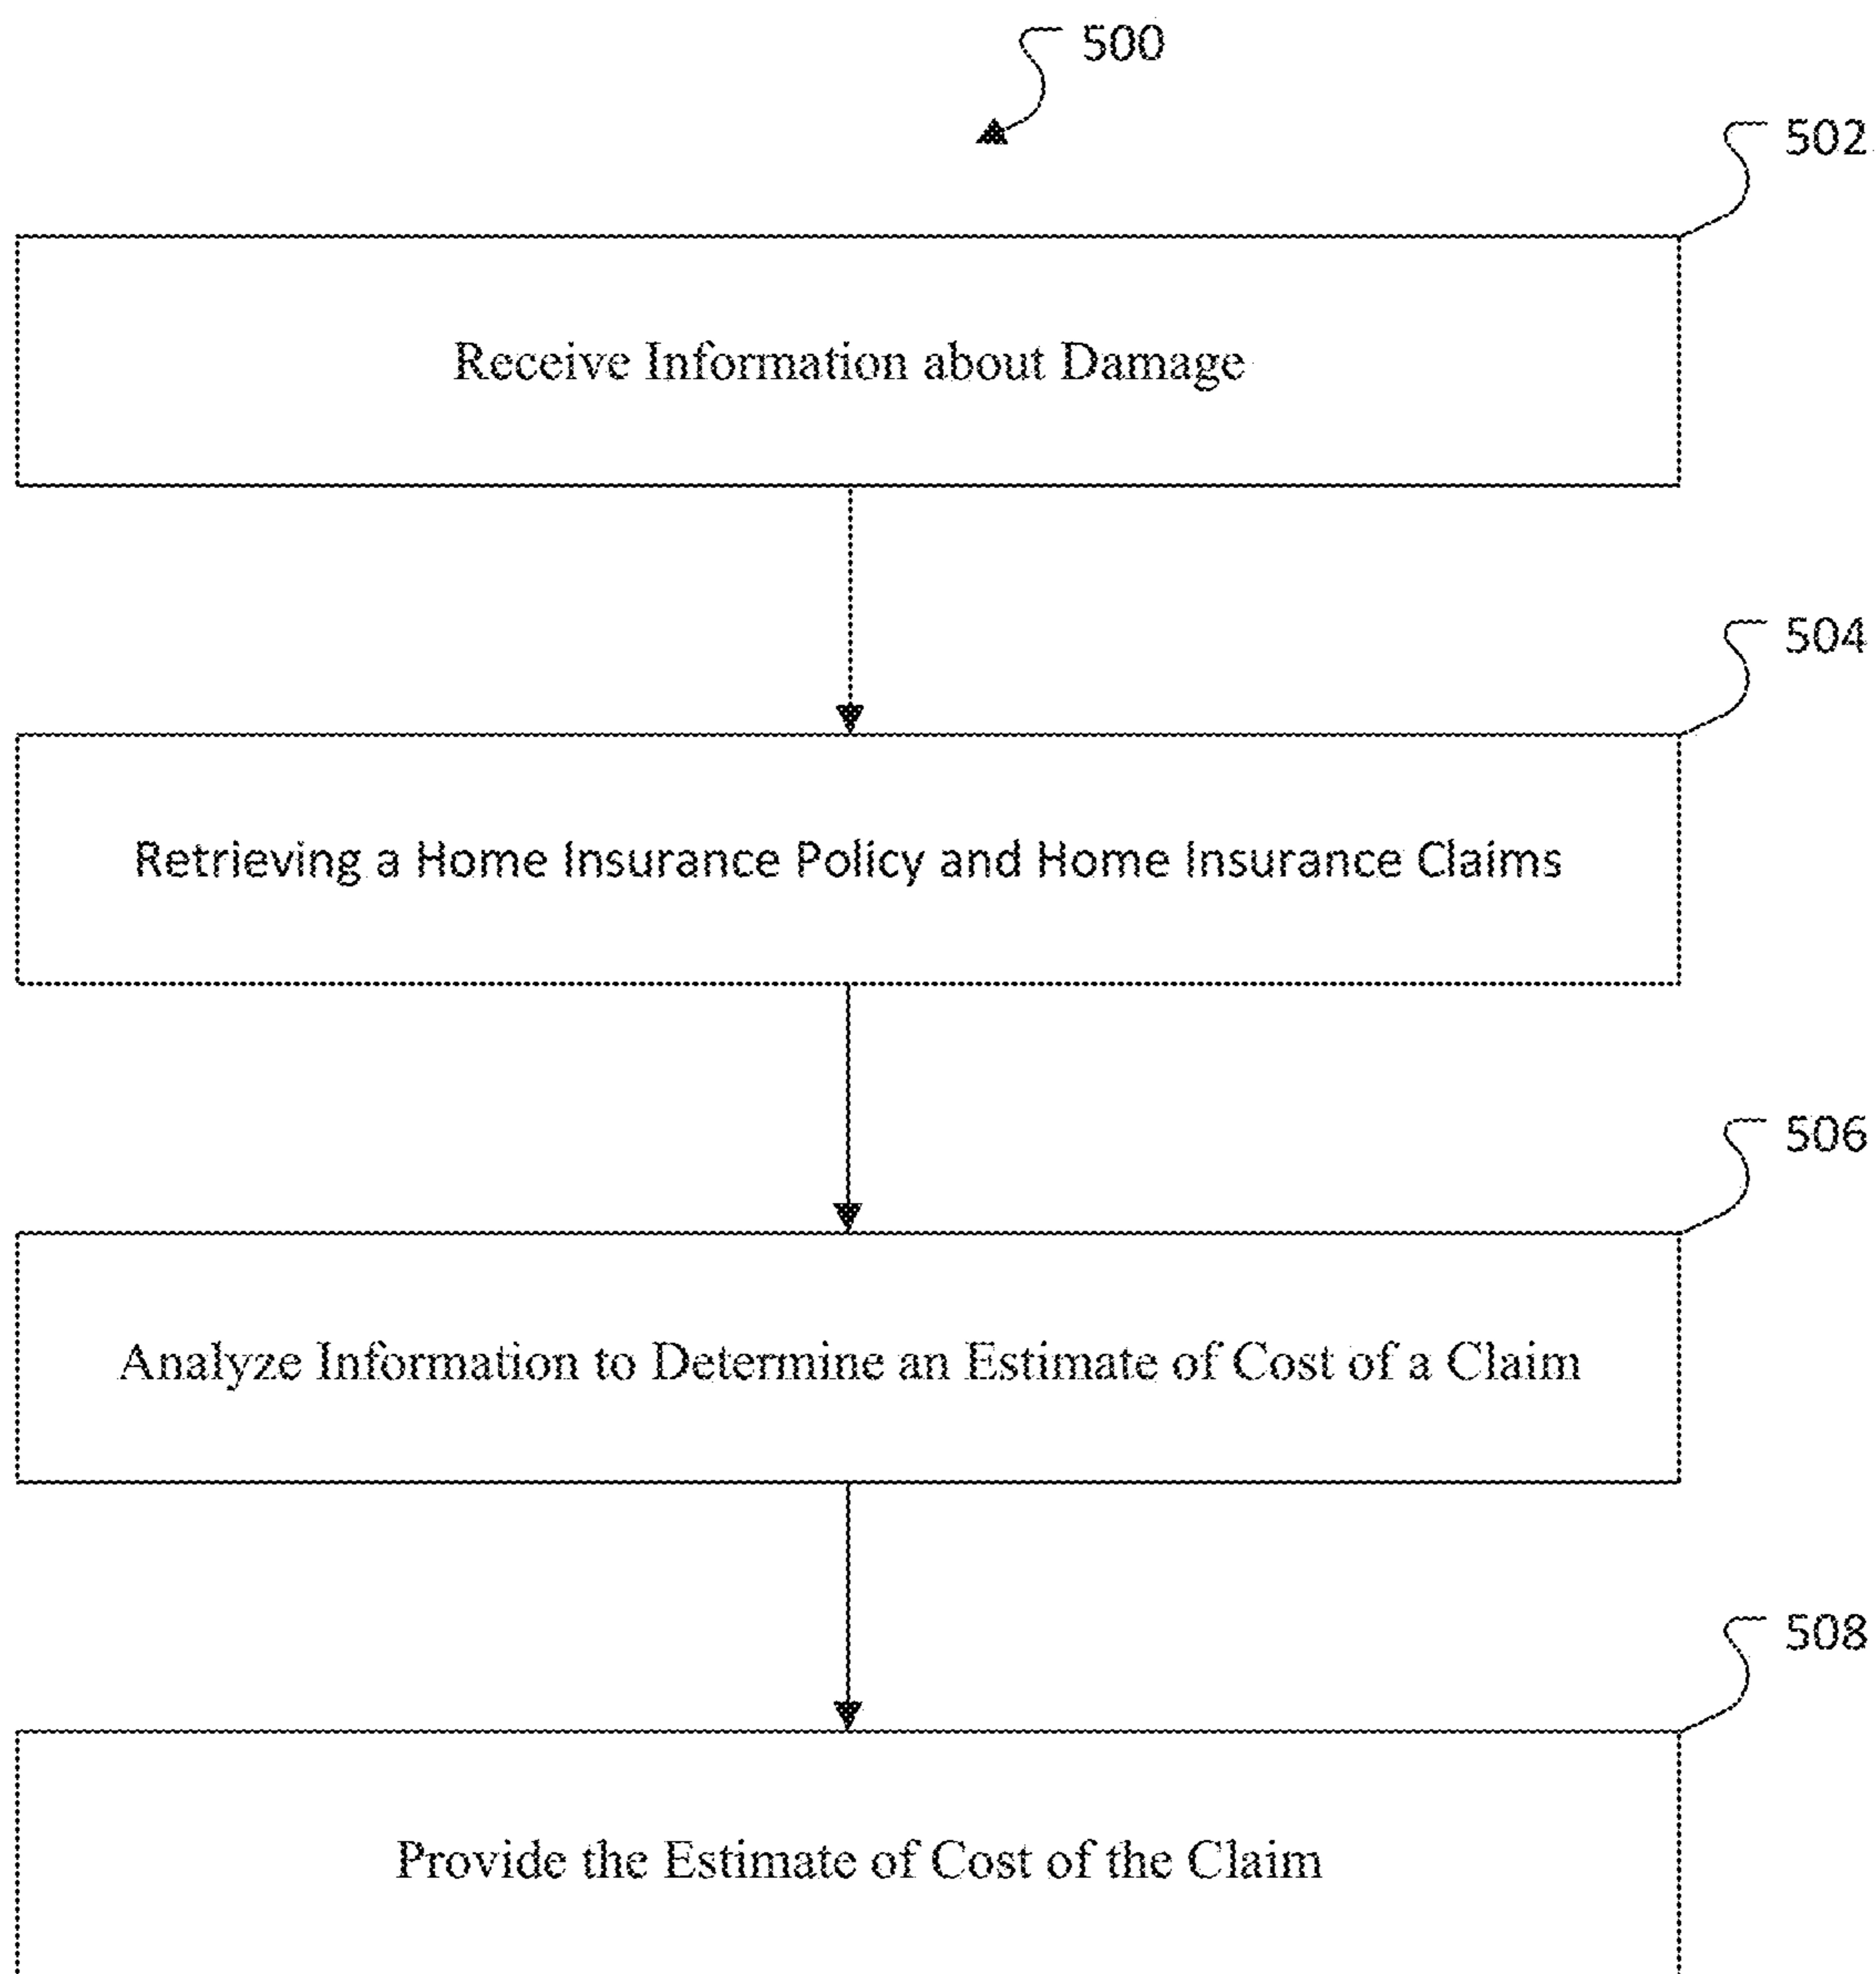 500
502
Receive Information about Damage
504
Retrieving a Home Insurance Policy and Home Insurance Claims
506
Analyze Information to Determine an Estimate of Cost of a Claim
508
Provide the Estimate of Cost of the Claim